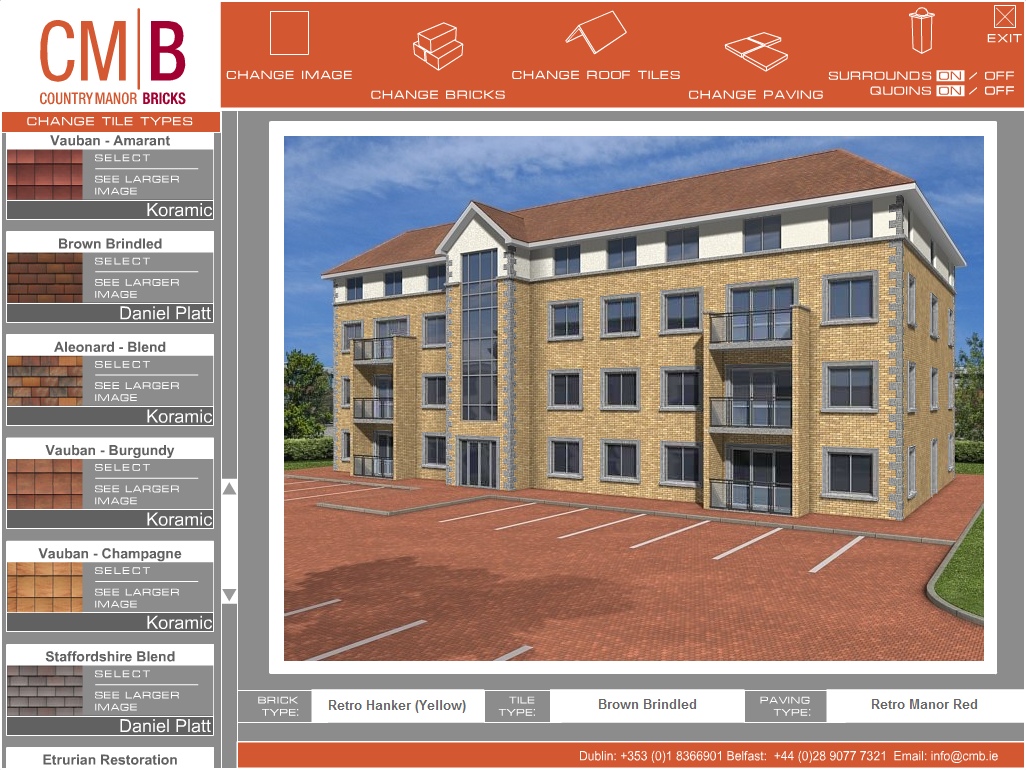 CM|B
COUNTRY MANOR BRICKS
CHANGE IMAGE
CHANGE BRICKS
CHANGE ROOF TILES
CHANGE PAVING
SURROUNDS ON / OFF
QUOINS ON / OFF
EXIT
CHANGE TILE TYPES
Vauban - Amarant
SELECT
SEE LARGER
IMAGE
Koramic
Brown Brindled
SELECT
SEE LARGER
IMAGE
Daniel Platt
Aleonard - Blend
SELECT
SEE LARGER
IMAGE
Koramic
Vauban - Burgundy
SELECT
SEE LARGER
IMAGE
Koramic
Vauban - Champagne
SELECT
SEE LARGER
IMAGE
Koramic
Staffordshire Blend
SELECT
SEE LARGER
IMAGE
Daniel Platt
Etrurian Restoration
BRICK
TYPE:
Retro Hanker (Yellow)
TILE
TYPE:
Brown Brindled
PAVING
TYPE:
Retro Manor Red
Dublin: +353 (0)1 8366901 Belfast: +44 (0)28 9077 7321 Email: info@cmb.ie